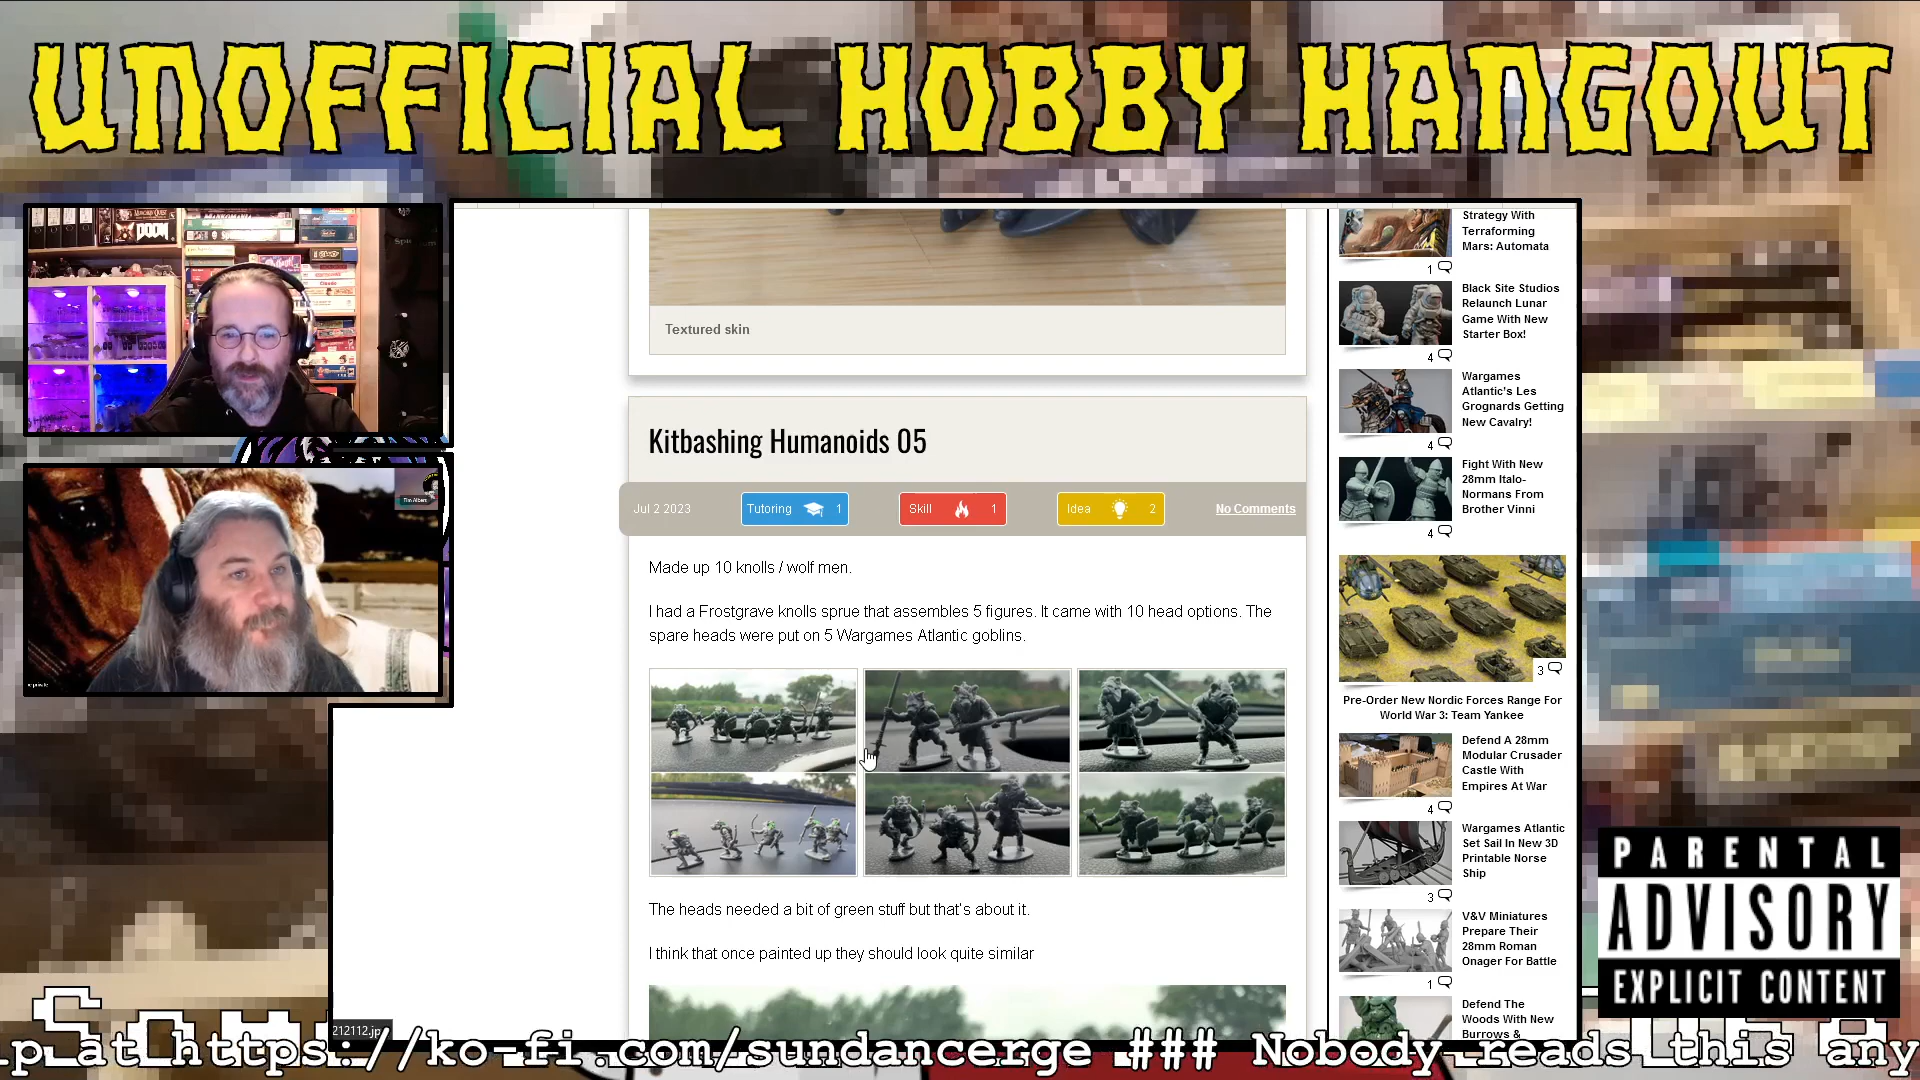 UNOFFICIAL HOBBY HANGOUT
DOOM
Tim Albers
Textured skin
Kitbashing Humanoids 05
Jul 2 2023
Tutoring 1
Skill 1
Idea 2
No Comments
Made up 10 knolls / wolf men.
I had a Frostgrave knolls sprue that assembles 5 figures. It came with 10 head options. The
spare heads were put on 5 Wargames Atlantic goblins.
The heads needed a bit of green stuff but that's about it.
I think that once painted up they should look quite similar
Strategy With
Terraforming
Mars: Automata
1
Black Site Studios
Relaunch Lunar
Game With New
Starter Box!
4
Wargames
Atlantic's Les
Grognards Getting
New Cavalry!
4
Fight With New
28mm Italo-
Normans From
Brother Vinni
4
3
Pre-Order New Nordic Forces Range For
World War 3: Team Yankee
Defend A 28mm
Modular Crusader
Castle With
Empires At War
4
Wargames Atlantic
Set Sail In New 3D
Printable Norse
Ship
3
V&V Miniatures
Prepare Their
28mm Roman
Onager For Battle
1
Defend The
Woods With New
Burrows &
PARENTAL
ADVISORY
EXPLICIT CONTENT
212112.jp
p at https://ko-fi.com/sundancerge ### Nobody reads this any